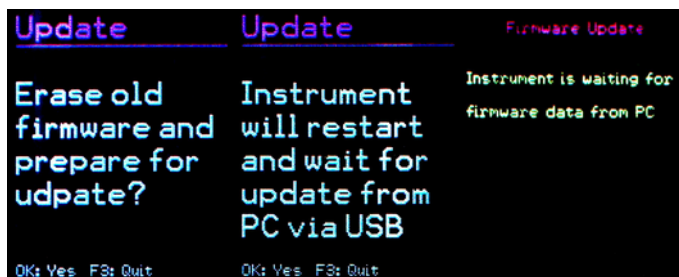 Update
Erase old
firmware and
prepare for
udpate?
OK: Yes F3: Quit
Update
Instrument
will restart
and wait for
update from
PC via USB
OK: Yes F3: Quit
Firmware Update
Instrument is waiting for
firmware data from PC